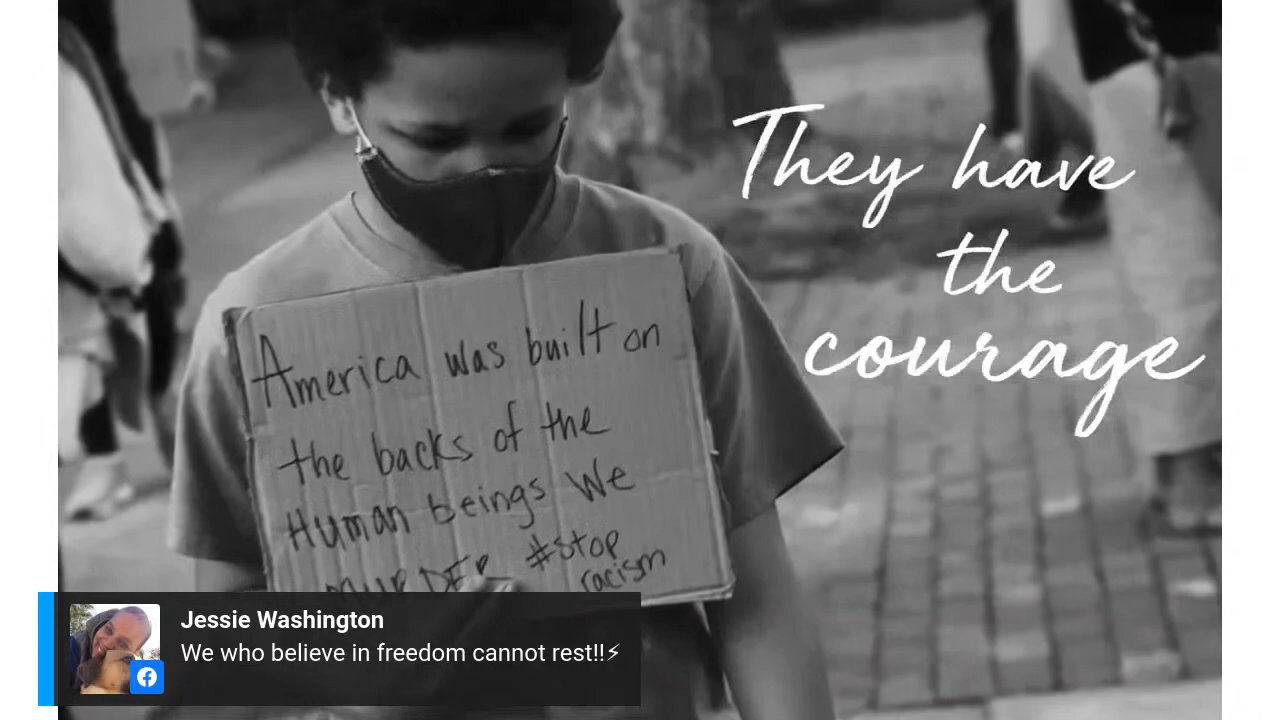 They have
the
courage
America was built on
the backs of the
Human beings We
MURDER #stop
racism
Jessie Washington
We who believe in freedom cannot rest!!⚡